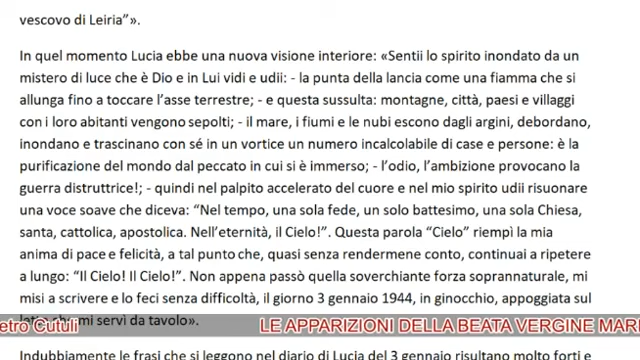 vescovo di Leiria”».
In quel momento Lucia ebbe una nuova visione interiore: «Sentii lo spirito inondato da un
mistero di luce che è Dio e in Lui vidi e udii: - la punta della lancia come una fiamma che si
allunga fino a toccare l’asse terrestre; - e questa sussulta: montagne, città, paesi e villaggi
con i loro abitanti vengono sepolti; - il mare, i fiumi e le nubi escono dagli argini, debordano,
inondano e trascinano con sé in un vortice un numero incalcolabile di case e persone: è la
purificazione del mondo dal peccato in cui si è immerso; - l’odio, l’ambizione provocano la
guerra distruttrice!; - quindi nel palpito accelerato del cuore e nel mio spirito udii risuonare
una voce soave che diceva: “Nel tempo, una sola fede, un solo battesimo, una sola Chiesa,
santa, cattolica, apostolica. Nell’eternità, il Cielo!”. Questa parola “Cielo” riempì la mia
anima di pace e felicità, a tal punto che, quasi senza rendermene conto, continuai a ripetere
a lungo: “Il Cielo! Il Cielo!”. Non appena passò quella soverchiante forza soprannaturale, mi
misi a scrivere e lo feci senza difficoltà, il giorno 3 gennaio 1944, in ginocchio, appoggiata sul
mi servì da tavolo».
etro Cutuli LE APPARIZIONI DELLA BEATA VERGINE MAR
Indubbiamente le frasi che si leggono nel diario di Lucia del 3 gennaio risultano molto forti e